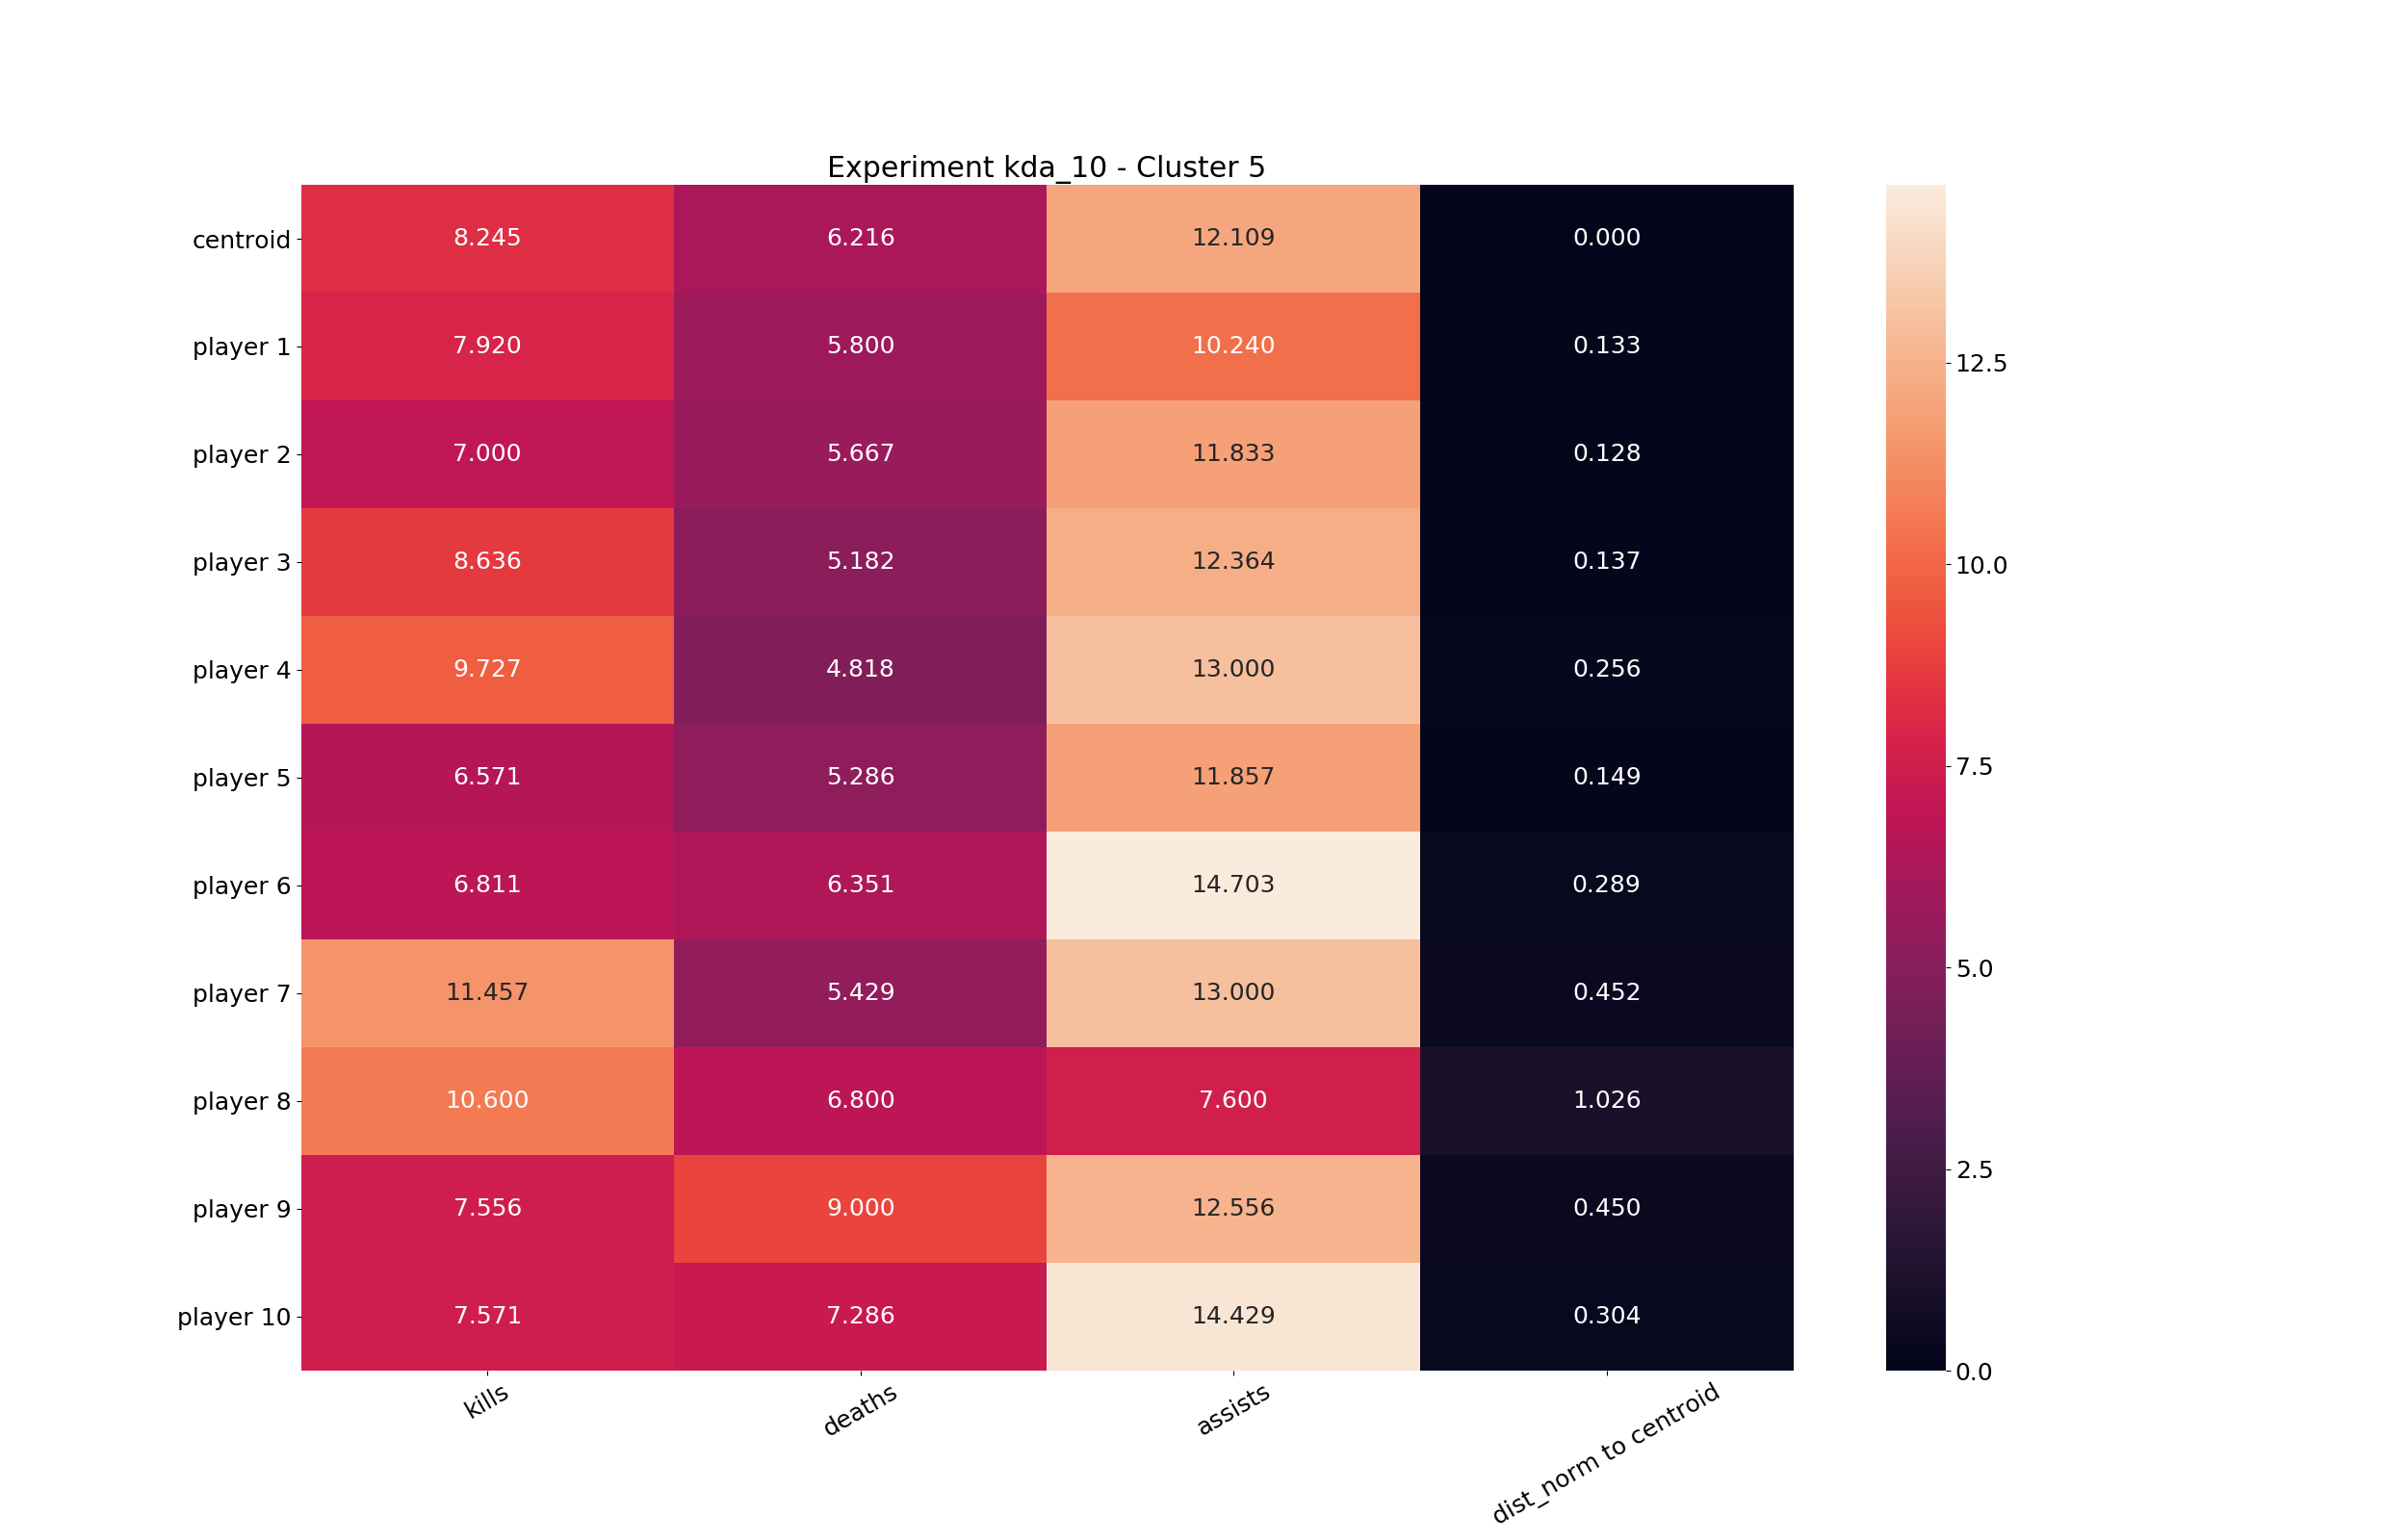 Experiment kda_10 - Cluster 5
centroid 8.245 6.216 12.109 0.000
player 1 7.920 5.800 10.240 0.133
player 2 7.000 5.667 11.833 0.128
player 3 8.636 5.182 12.364 0.137
player 4 9.727 4.818 13.000 0.256
player 5 6.571 5.286 11.857 0.149
player 6 6.811 6.351 14.703 0.289
player 7 11.457 5.429 13.000 0.452
player 8 10.600 6.800 7.600 1.026
player 9 7.556 9.000 12.556 0.450
player 10 7.571 7.286 14.429 0.304
kills deaths assists dist_norm to centroid
12.5
10.0
7.5
5.0
2.5
0.0